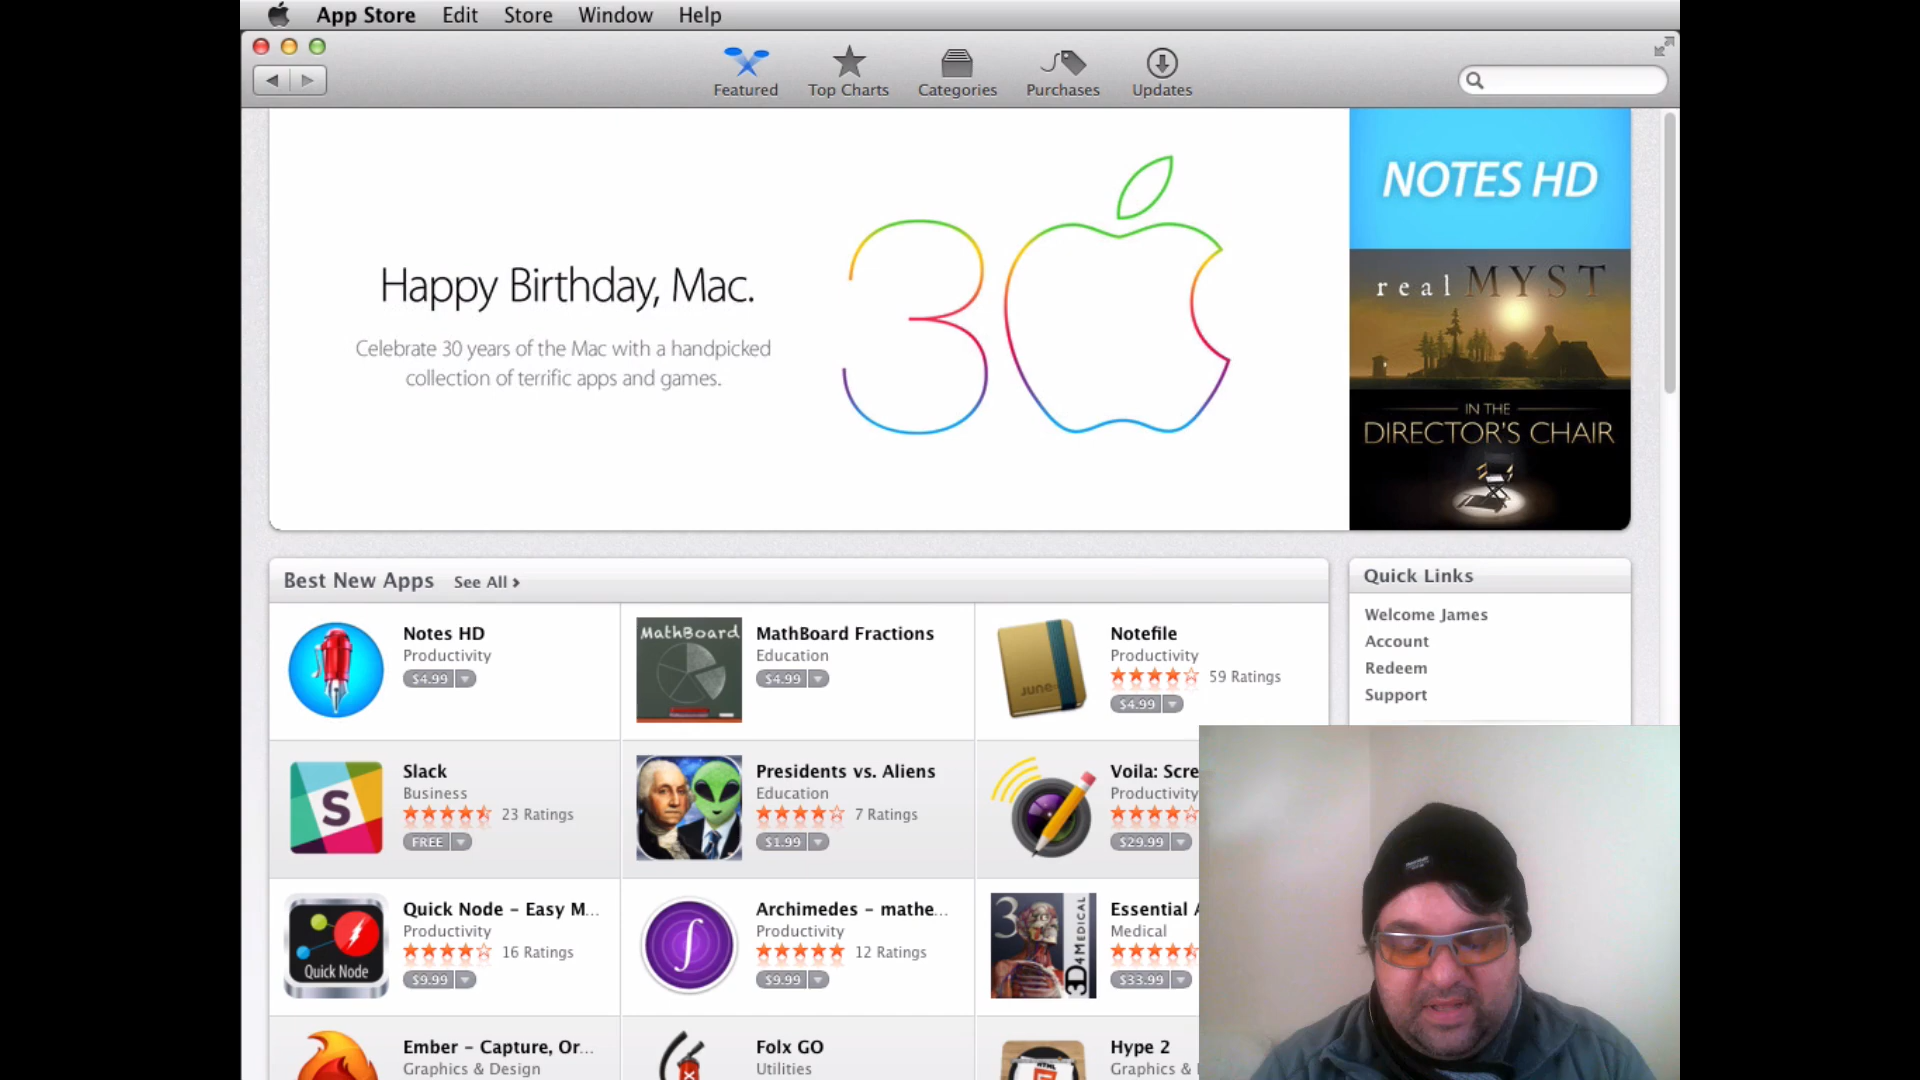 App Store Edit Store Window Help
Featured Top Charts Categories Purchases Updates
NOTES HD
Happy Birthday, Mac.
Celebrate 30 years of the Mac with a handpicked
collection of terrific apps and games.
3
real MYST
IN THE
DIRECTOR'S CHAIR
Best New Apps See All ›
Quick Links
Welcome James
Account
Redeem
Support
Notes HD
Productivity
$4.99
MathBoard
MathBoard Fractions
Education
$4.99
June
Notefile
Productivity
59 Ratings
$4.99
S
Slack
Business
23 Ratings
FREE
Presidents vs. Aliens
Education
7 Ratings
$1.99
Voila: Scre
Productivity
$29.99
Quick Node
Quick Node – Easy M...
Productivity
16 Ratings
$9.99
∫
Archimedes – mathe...
Productivity
12 Ratings
$9.99
3
3D4MEDICAL
Essential
Medical
$33.99
Ember – Capture, Or...
Graphics & Design
Folx GO
Utilities
HTML
Hype 2
Graphics &